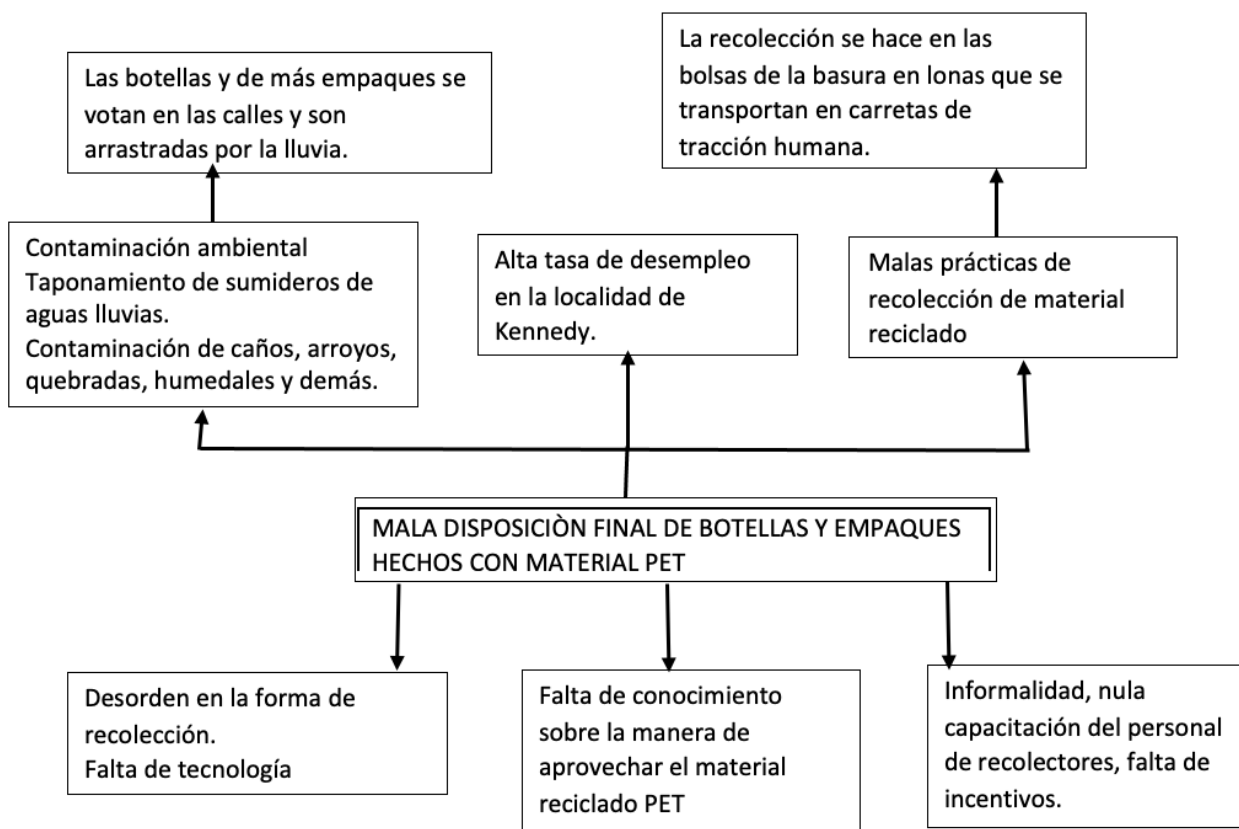 Las botellas y de más empaques se
votan en las calles y son
arrastradas por la lluvia.
La recolección se hace en las
bolsas de la basura en lonas que se
transportan en carretas de
tracción humana.
Contaminación ambiental
Taponamiento de sumideros de
aguas lluvias.
Contaminación de caños, arroyos,
quebradas, humedales y demás.
Alta tasa de desempleo
en la localidad de
Kennedy.
Malas prácticas de
recolección de material
reciclado
MALA DISPOSICIÒN FINAL DE BOTELLAS Y EMPAQUES
HECHOS CON MATERIAL PET
Desorden en la forma de
recolección.
Falta de tecnología
Falta de conocimiento
sobre la manera de
aprovechar el material
reciclado PET
Informalidad, nula
capacitación del personal
de recolectores, falta de
incentivos.